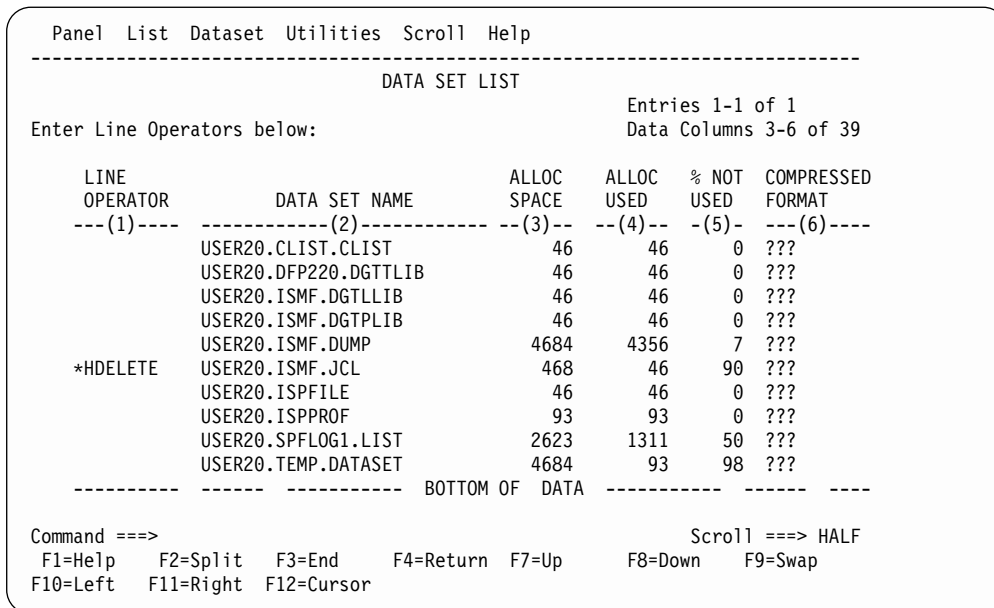 Panel  List  Dataset  Utilities  Scroll  Help
------------------------------------------------------------------------------
DATA SET LIST
Entries 1-1 of 1
Enter Line Operators below:                             Data Columns 3-6 of 39
LINE                                    ALLOC    ALLOC   % NOT  COMPRESSED
OPERATOR          DATA SET NAME         SPACE    USED    USED   FORMAT
---(1)----  ------------(2)------------ --(3)--  --(4)--  -(5)-  ---(6)----
USER20.CLIST.CLIST            46       46       0  ???
USER20.DFP220.DGTTLIB         46       46       0  ???
USER20.ISMF.DGTLLIB           46       46       0  ???
USER20.ISMF.DGTPLIB           46       46       0  ???
USER20.ISMF.DUMP            4684     4356       7  ???
*HDELETE    USER20.ISMF.JCL              468       46      90  ???
USER20.ISPFILE                46       46       0  ???
USER20.ISPPROF                93       93       0  ???
USER20.SPFLOG1.LIST         2623     1311      50  ???
USER20.TEMP.DATASET         4684       93      98  ???
----------  ------  -----------  BOTTOM OF  DATA  -----------  ------  ----
Command ===>                                                  Scroll ===> HALF
F1=Help    F2=Split   F3=End     F4=Return  F7=Up      F8=Down    F9=Swap
F10=Left   F11=Right  F12=Cursor